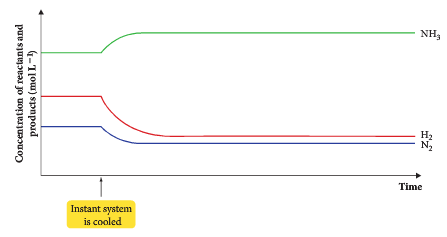 Concentration of reactants and
products (mol L⁻¹)
NH₃
H₂
N₂
Time
Instant system
is cooled